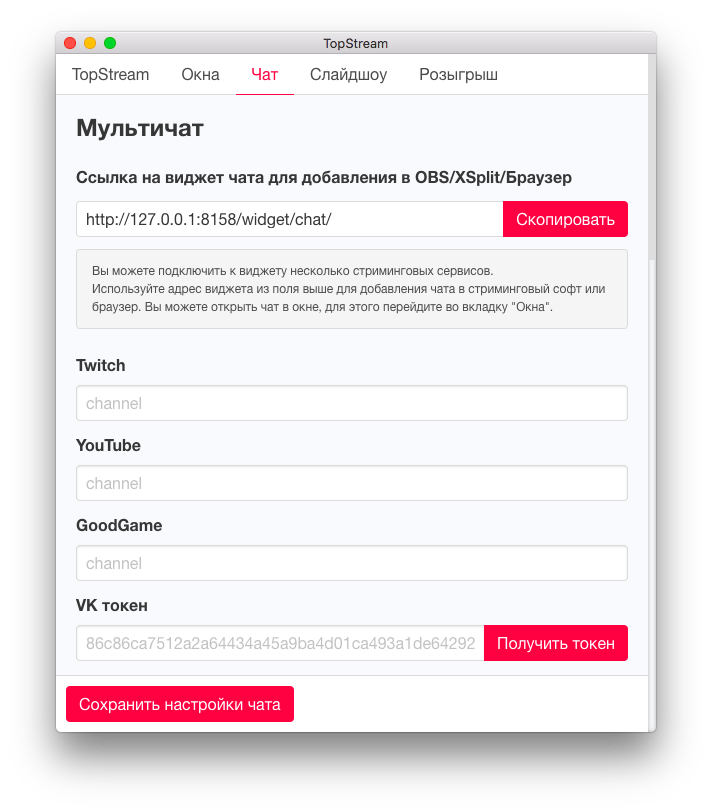 TopStream
TopStream Окна Чат Слайдшоу Розыгрыш
Мультичат
Ссылка на виджет чата для добавления в OBS/XSplit/Браузер
http://127.0.0.1:8158/widget/chat/ Скопировать
Вы можете подключить к виджету несколько стриминговых сервисов.
Используйте адрес виджета из поля выше для добавления чата в стриминговый софт или
браузер. Вы можете открыть чат в окне, для этого перейдите во вкладку "Окна".
Twitch
channel
YouTube
channel
GoodGame
channel
VK токен
86c86ca7512a2a64434a45a9ba4d01ca493a1de64292 Получить токен
Сохранить настройки чата